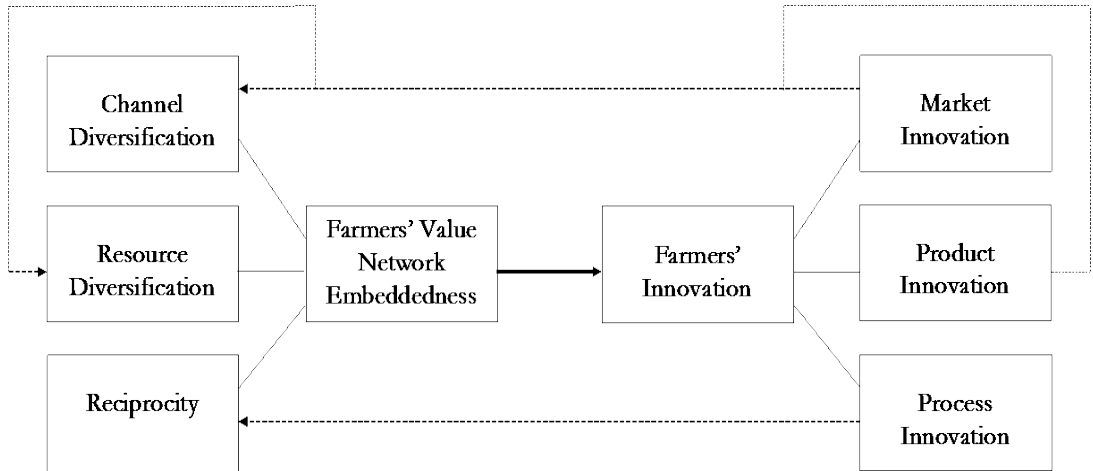 Channel
Diversification
Market
Innovation
Resource
Diversification
Farmers’ Value
Network
Embeddedness
Farmers’
Innovation
Product
Innovation
Reciprocity
Process
Innovation